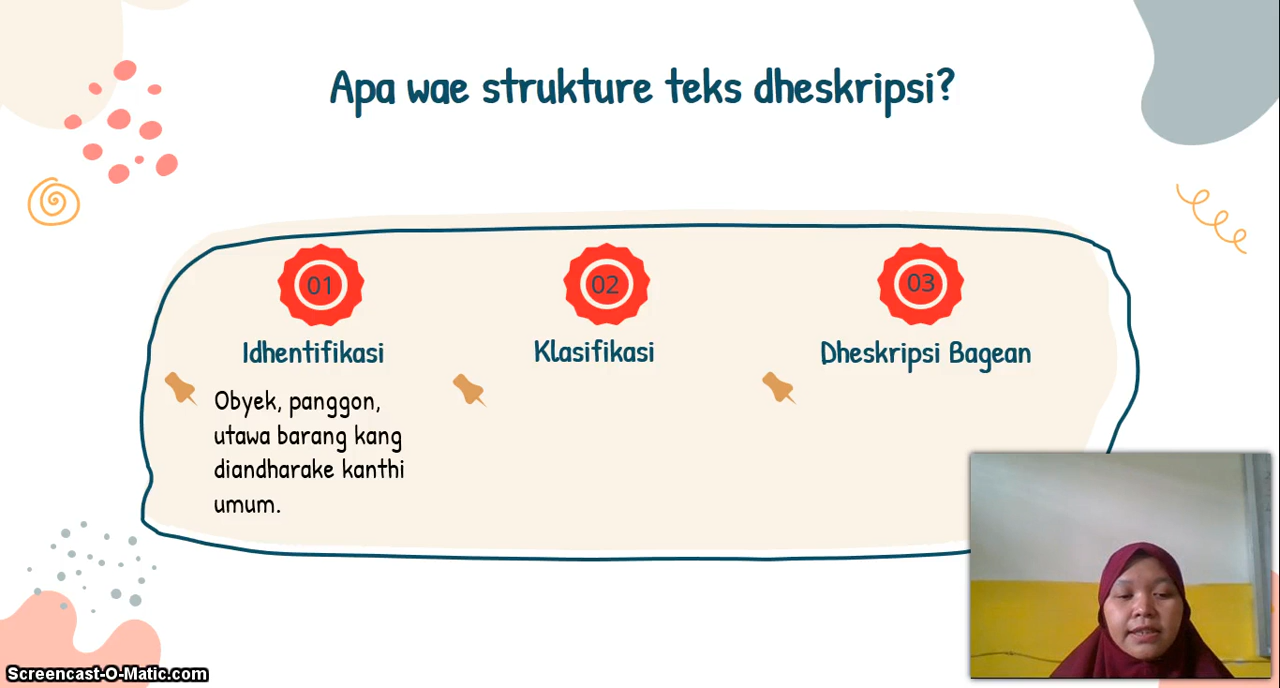 Apa wae strukture teks dheskripsi?
01
Idhentifikasi
Obyek, panggon,
utawa barang kang
diandharake kanthi
umum.
02
Klasifikasi
03
Dheskripsi Bagean
Screencast-O-Matic.com